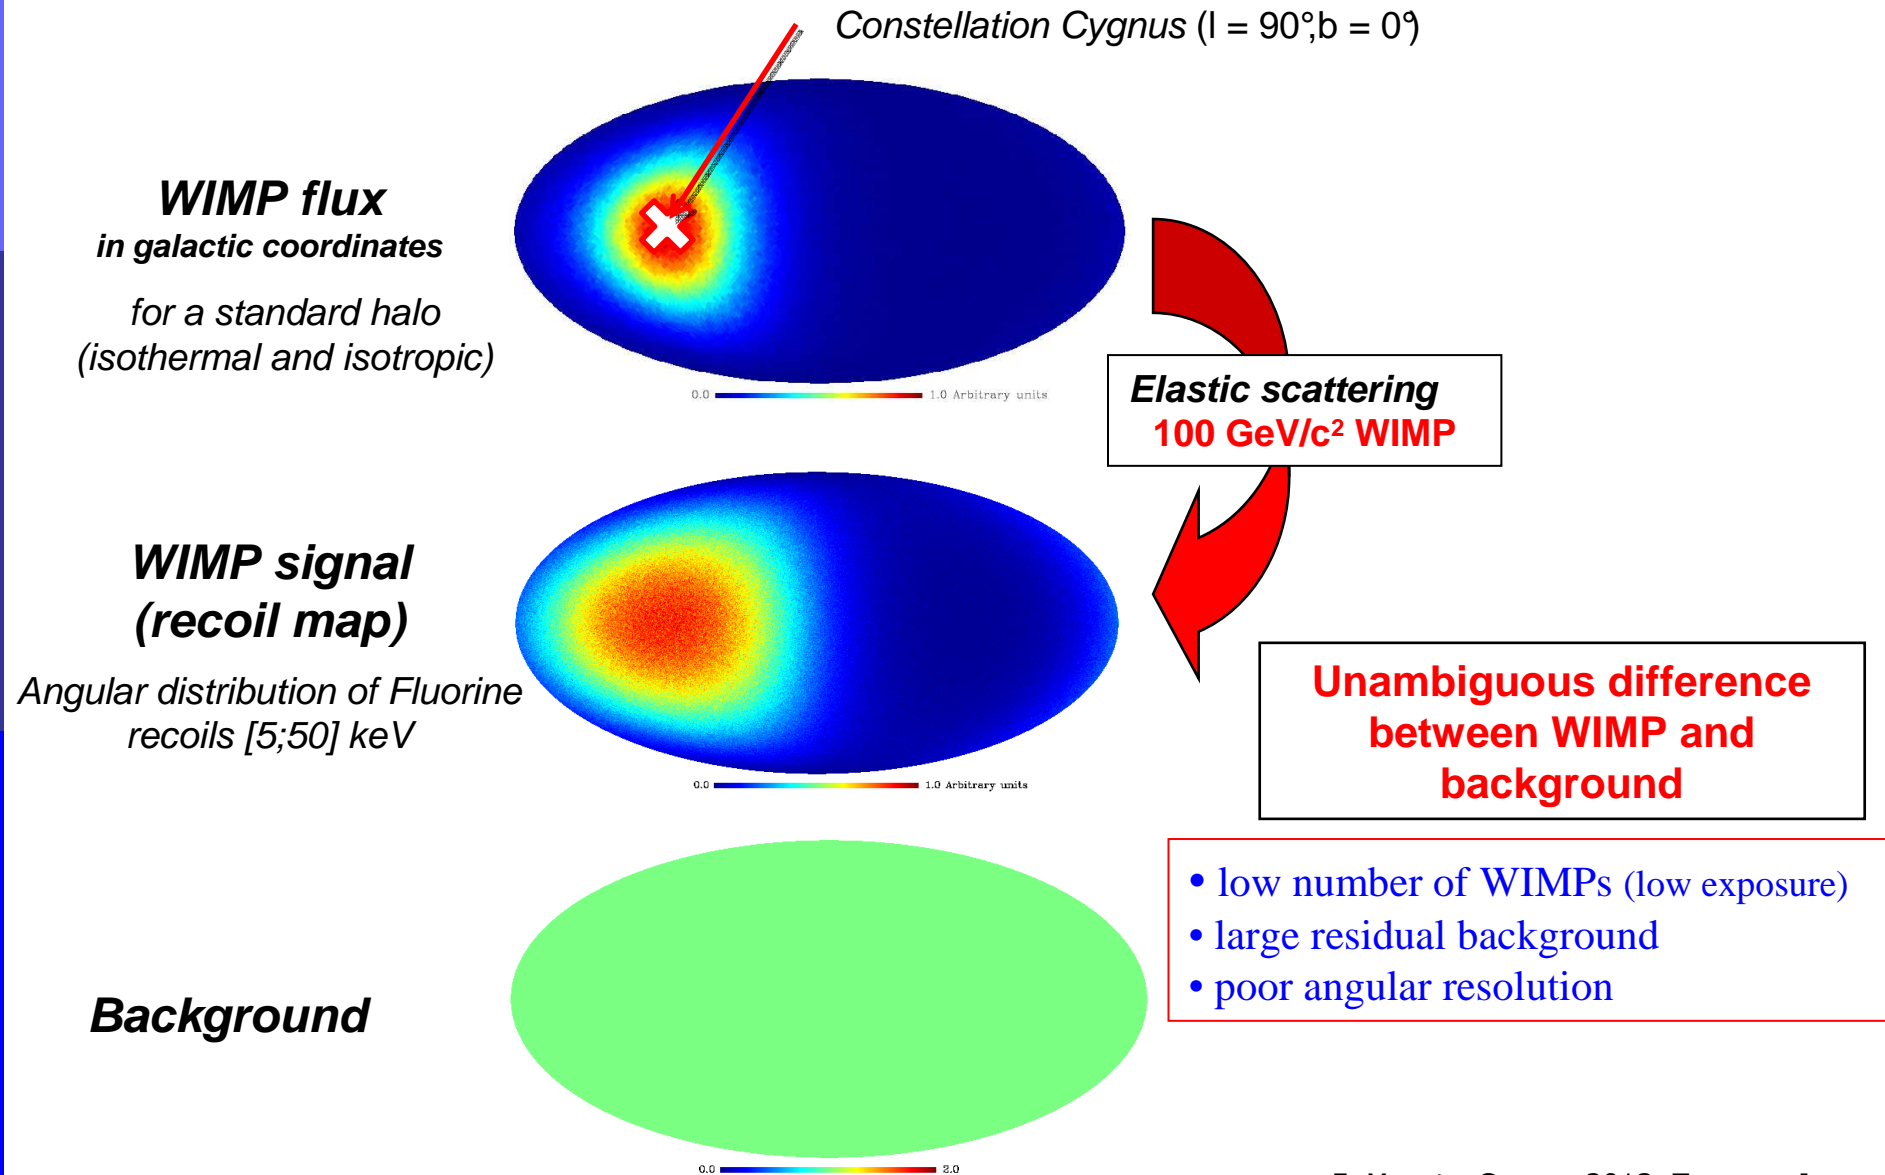 Constellation Cygnus (l = 90°;b = 0°)
WIMP flux
in galactic coordinates
for a standard halo
(isothermal and isotropic)
0.0 1.0 Arbitrary units
Elastic scattering
100 GeV/c² WIMP
WIMP signal
(recoil map)
Angular distribution of Fluorine
recoils [5;50] keV
0.0 1.0 Arbitrary units
Unambiguous difference
between WIMP and
background
• low number of WIMPs (low exposure)
• large residual background
• poor angular resolution
Background
0.0 2.0